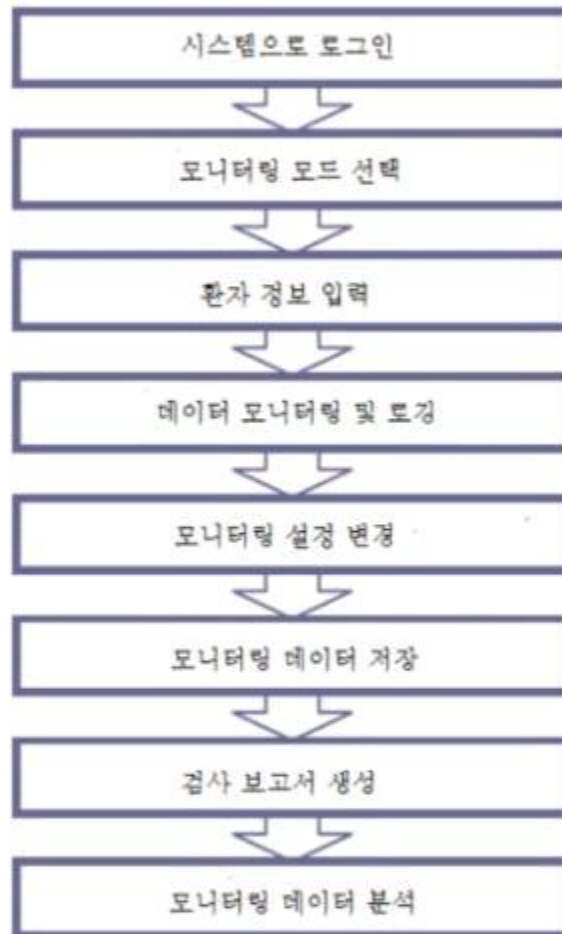 시스템으로 로그인
모니터링 모드 선택
환자 정보 입력
데이터 모니터링 및 로깅
모니터링 설정 변경
모니터링 데이터 저장
검사 보고서 생성
모니터링 데이터 분석